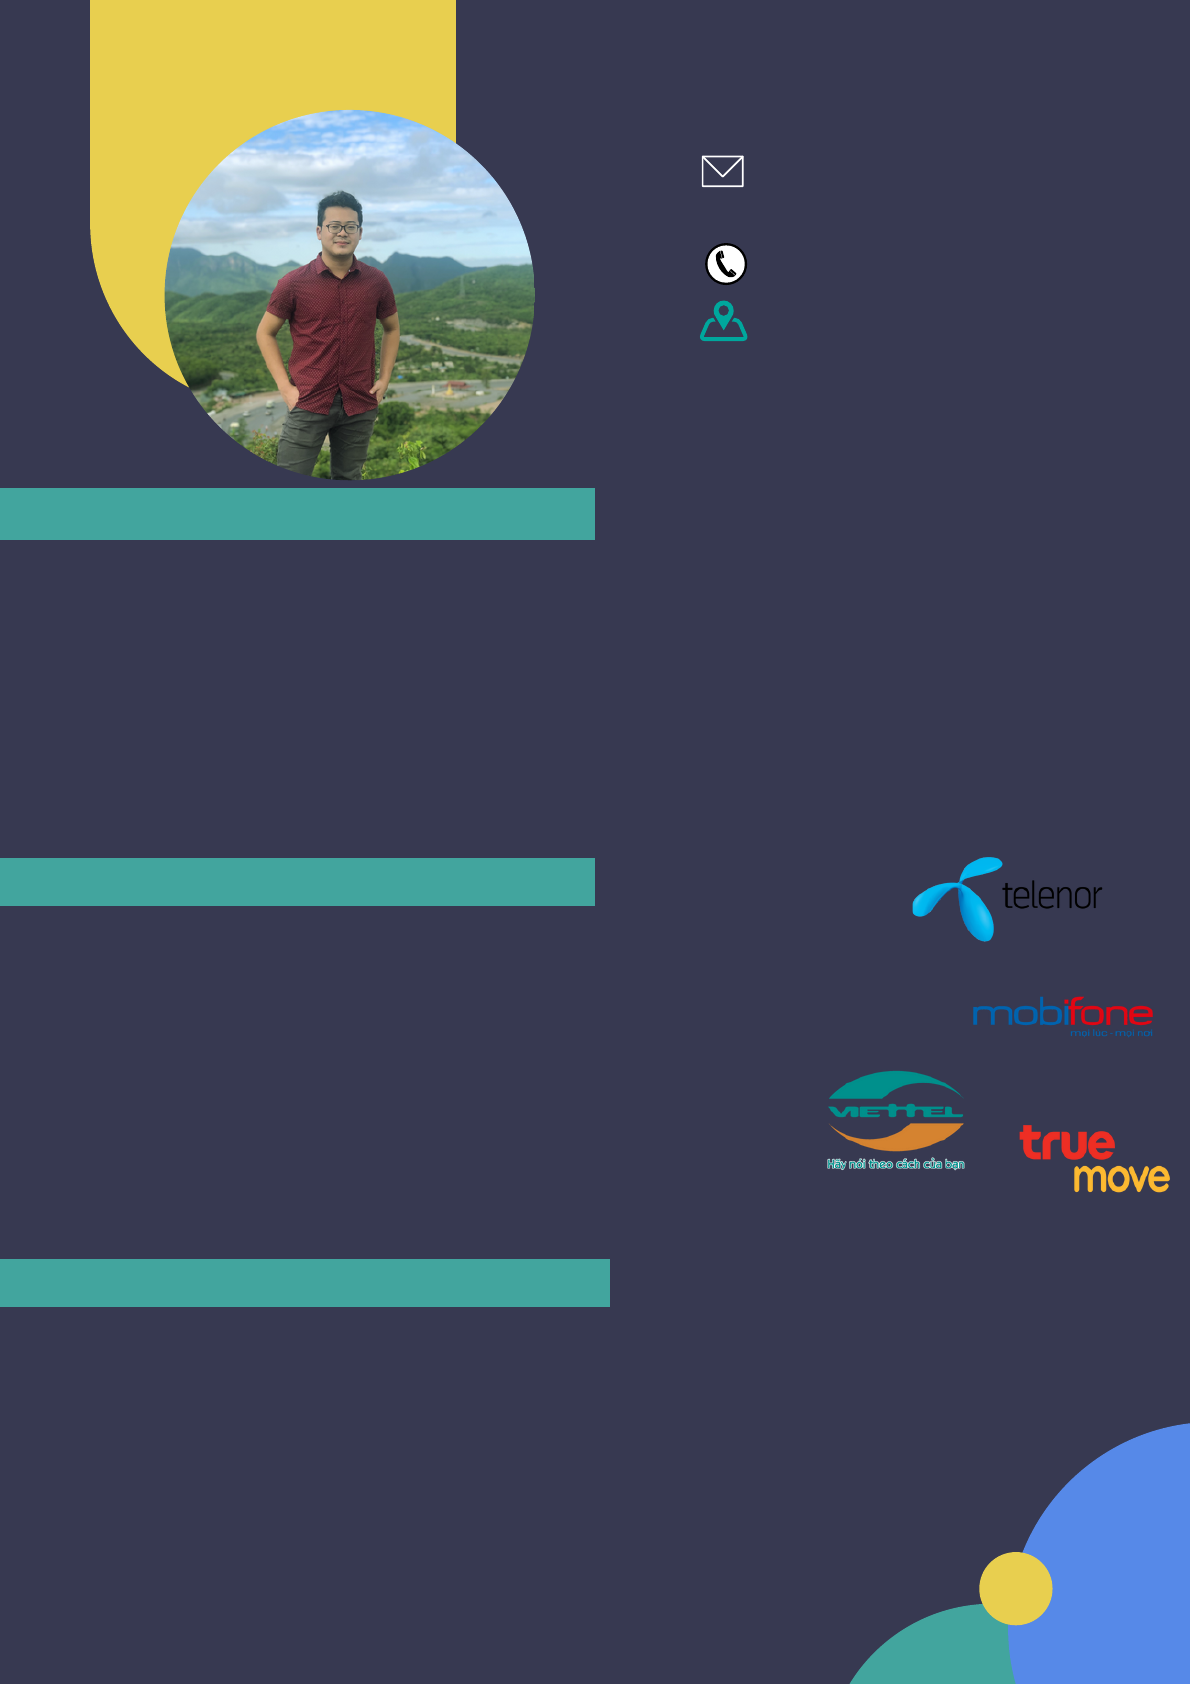 telenor
mobifone
mọi lúc - mọi nơi
VIETTEL
Hãy nói theo cách của bạn
true
move